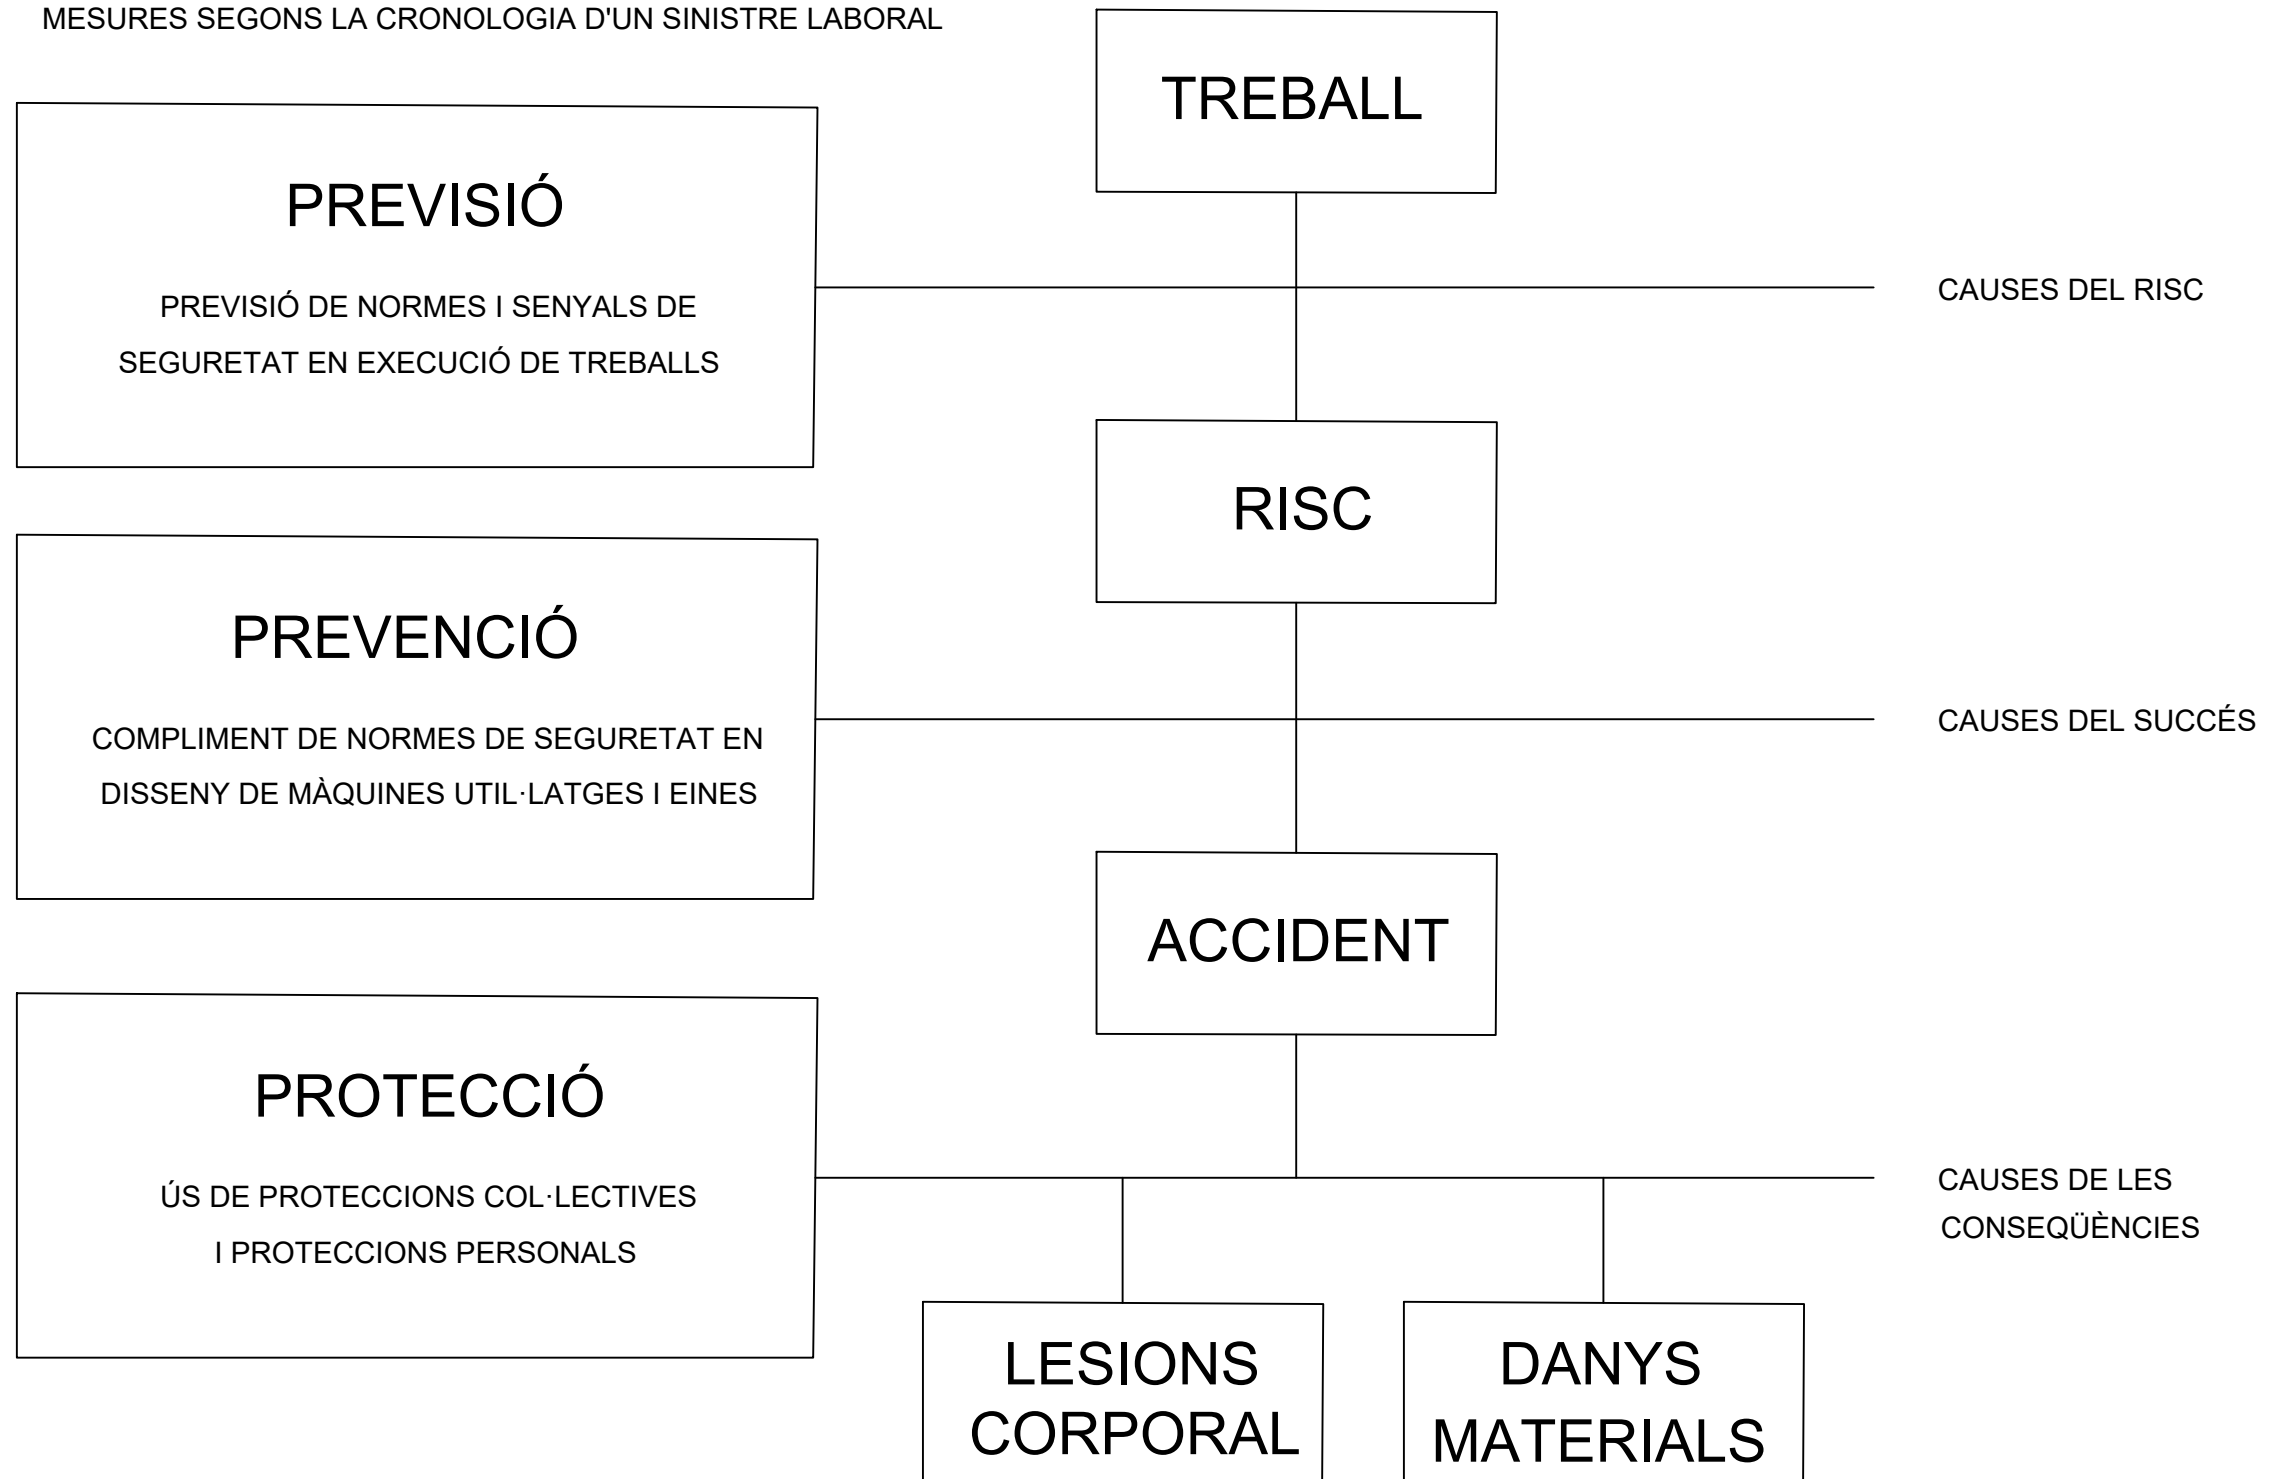 MESURES SEGONS LA CRONOLOGIA D'UN SINISTRE LABORAL
TREBALL
PREVISIÓ
PREVISIÓ DE NORMES I SENYALS DE
SEGURETAT EN EXECUCIÓ DE TREBALLS
CAUSES DEL RISC
RISC
PREVENCIÓ
COMPLIMENT DE NORMES DE SEGURETAT EN
DISSENY DE MÀQUINES UTIL·LATGES I EINES
CAUSES DEL SUCCÉS
ACCIDENT
PROTECCIÓ
ÚS DE PROTECCIONS COL·LECTIVES
I PROTECCIONS PERSONALS
CAUSES DE LES
CONSEQÜÈNCIES
LESIONS
CORPORAL
DANYS
MATERIALS